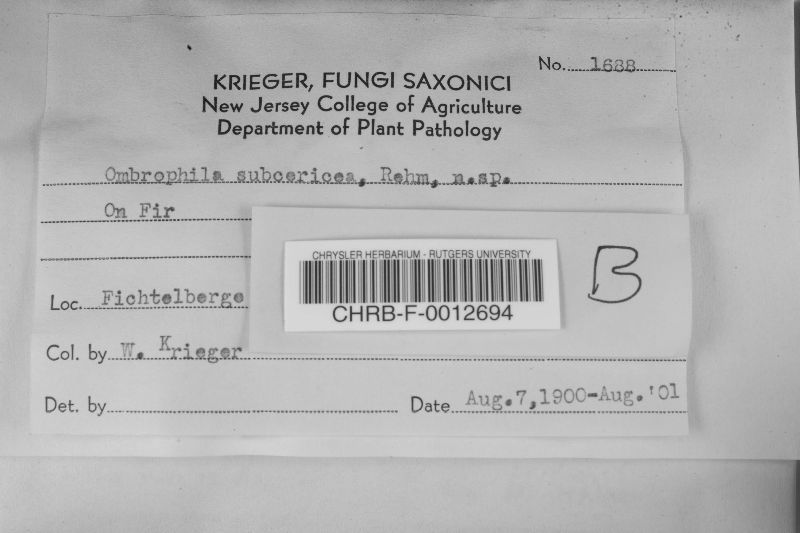 No. 1688
KRIEGER, FUNGI SAXONICI
New Jersey College of Agriculture
Department of Plant Pathology
Ombrophila subcericea, Rehm, n.sp.
On Fir
CHRYSLER HERBARIUM - RUTGERS UNIVERSITY
CHRB-F-0012694
B
Loc. Fichtelberge
Col. by W. Krieger
Det. by
Date Aug.7,1900-Aug.'01